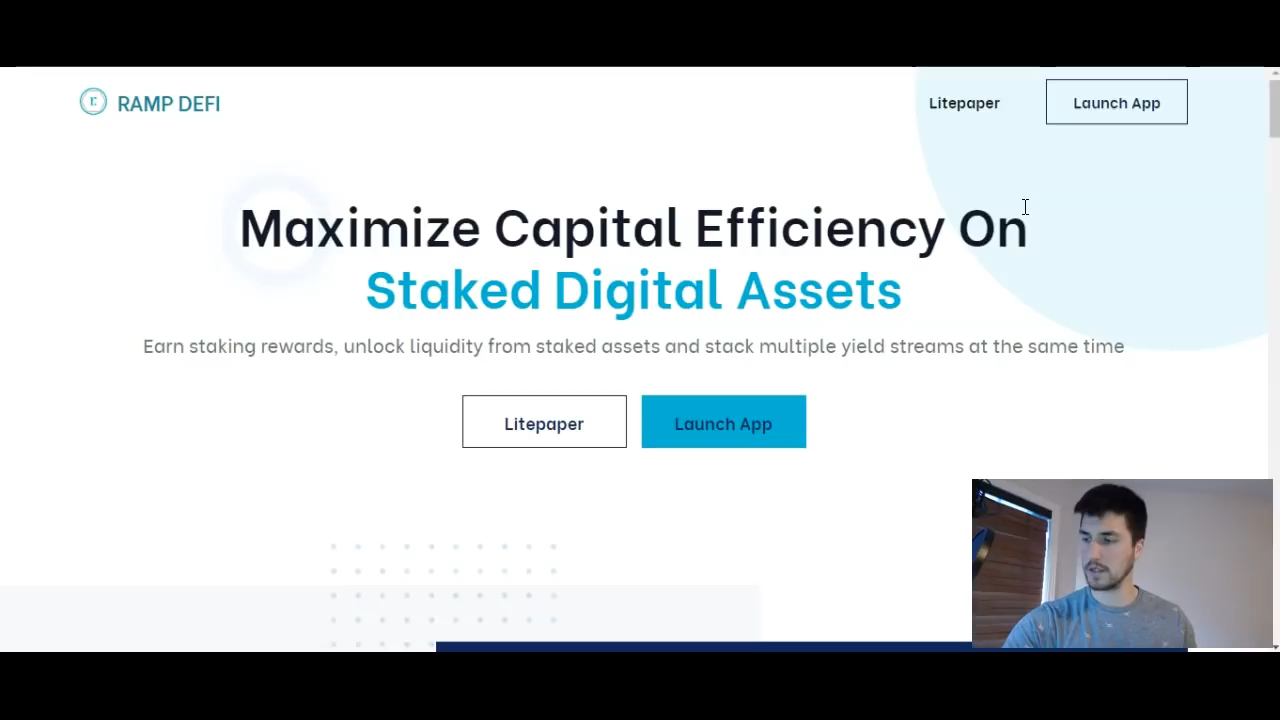 RAMP DEFI
Litepaper
Launch App
Maximize Capital Efficiency On
Staked Digital Assets
Earn staking rewards, unlock liquidity from staked assets and stack multiple yield streams at the same time
Litepaper
Launch App